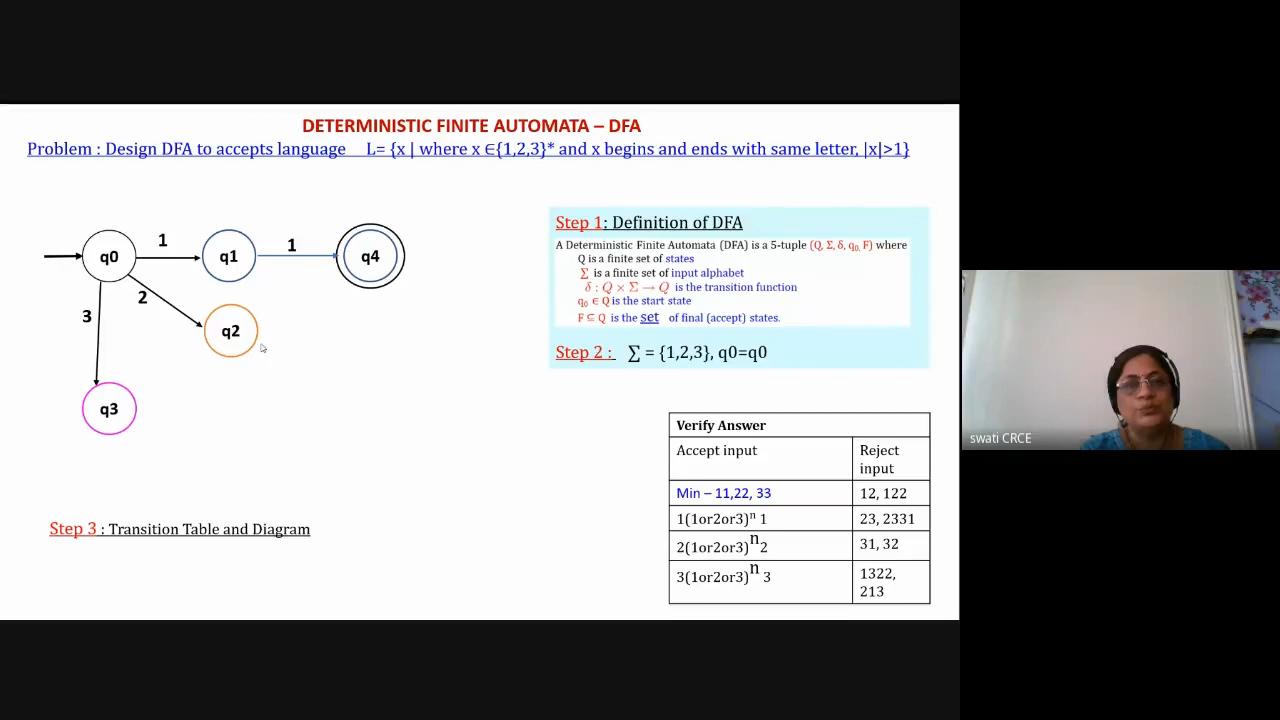 DETERMINISTIC FINITE AUTOMATA – DFA
Problem : Design DFA to accepts language L= {x | where x ∈{1,2,3}* and x begins and ends with same letter, |x|>1}
q0
1
q1
1
q4
2
q2
3
q3
Step 1: Definition of DFA
A Deterministic Finite Automata (DFA) is a 5-tuple (Q, Σ, δ, q₀, F) where
Q is a finite set of states
Σ is a finite set of input alphabet
δ : Q × Σ → Q is the transition function
q₀ ∈ Q is the start state
F ⊆ Q is the set of final (accept) states.
Step 2 : ∑ = {1,2,3}, q0=q0
Step 3 : Transition Table and Diagram
Verify Answer
Accept input
Reject input
Min – 11,22, 33
12, 122
1(1or2or3)ⁿ 1
23, 2331
2(1or2or3)ⁿ2
31, 32
3(1or2or3)ⁿ 3
1322,
213
swati CRCE